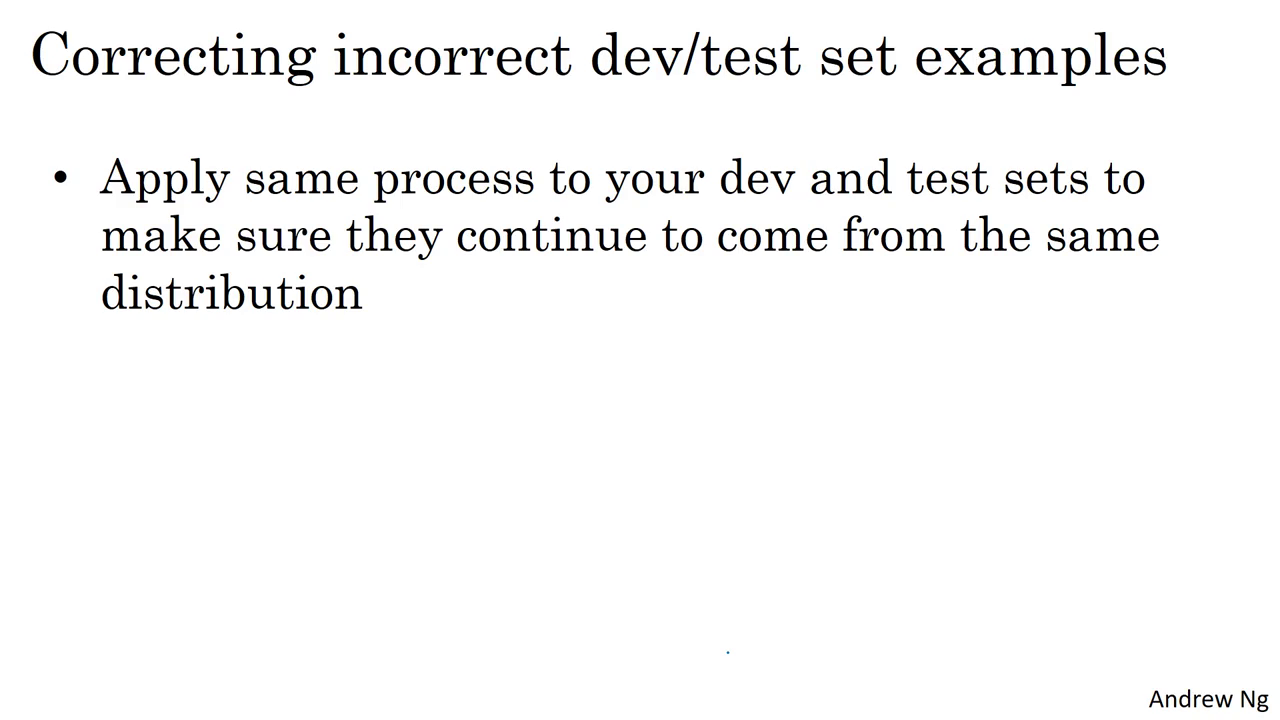 Correcting incorrect dev/test set examples
• Apply same process to your dev and test sets to
make sure they continue to come from the same
distribution
Andrew Ng